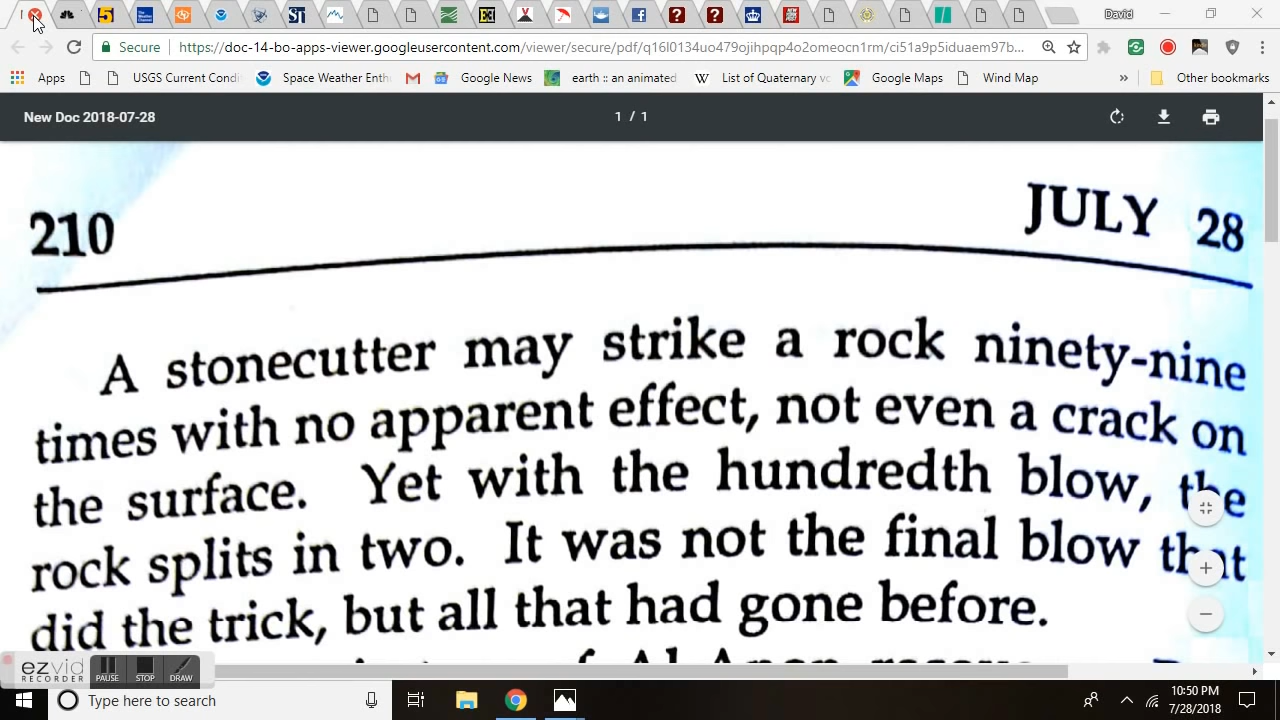 David
Secure
https://doc-14-bo-apps-viewer.googleusercontent.com/viewer/secure/pdf/q16l0134uo479ojihpqp4o
Apps
USGS Current Condi
Space Weather Enth
Google News
earth :: an animated
List of Quaternary vo
Google Maps
Wind Map
»
Other bookmarks
New Doc 2018-07-28
1 / 1
210
JULY 28
A stonecutter may strike a rock ninety-nine
times with no apparent effect, not even a crack on
the surface. Yet with the hundredth blow, the
rock splits in two. It was not the final blow that
did the trick, but all that had gone before.
ezvid
RECORDER
PAUSE
STOP
DRAW
Type here to search
10:50 PM
7/28/2018